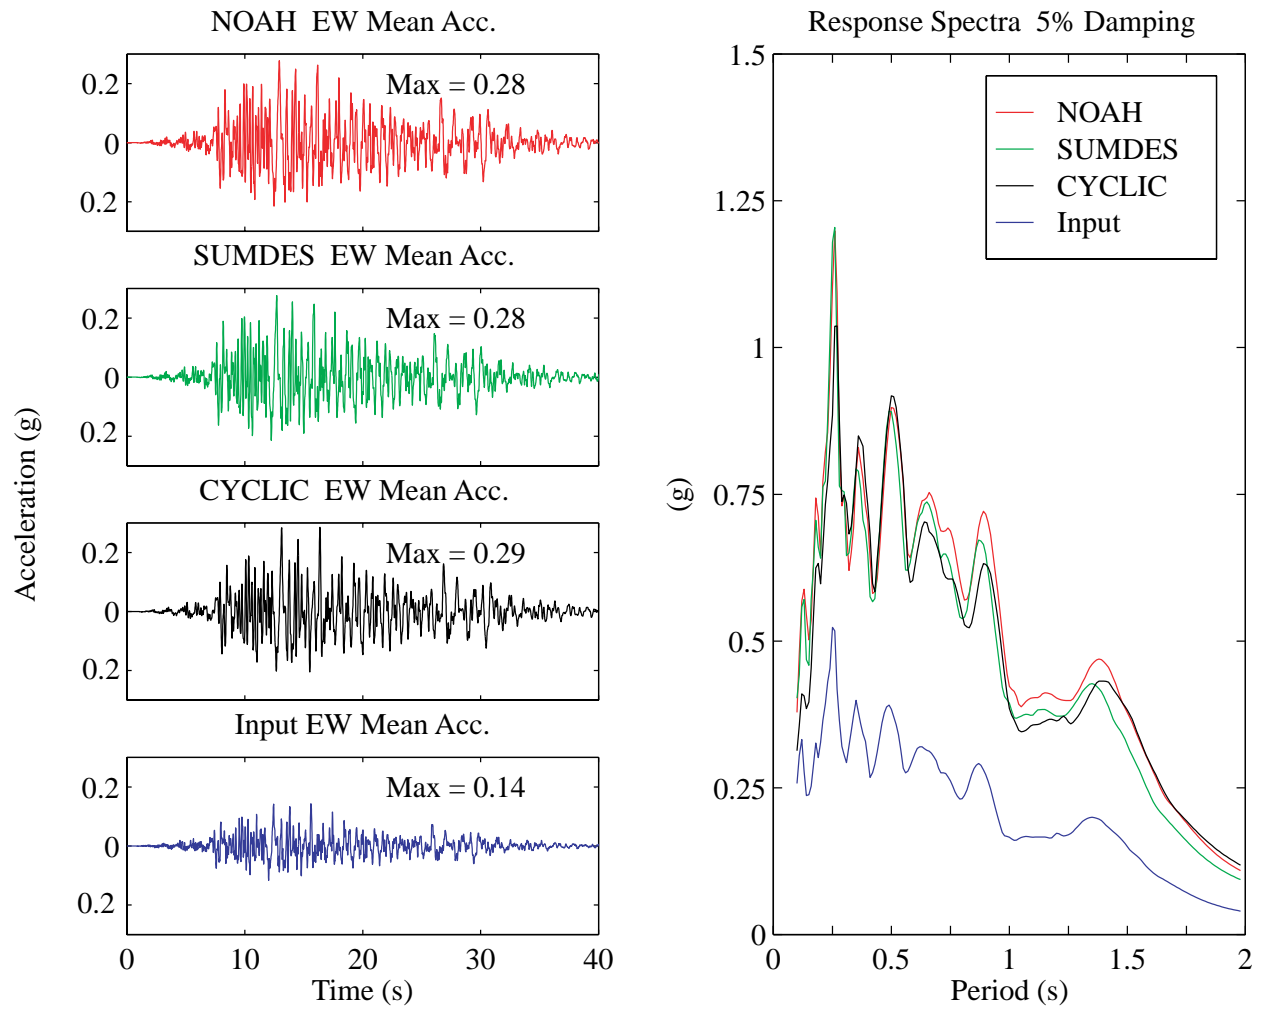 NOAH EW Mean Acc.
0.2
0
0.2
Max = 0.28
SUMDES EW Mean Acc.
0.2
0
0.2
Max = 0.28
CYCLIC EW Mean Acc.
0.2
0
0.2
Max = 0.29
Input EW Mean Acc.
0.2
0
0.2
Max = 0.14
0 10 20 30 40
Time (s)
Acceleration (g)
Response Spectra 5% Damping
1.5
1.25
1
0.75
0.5
0.25
0
(g)
NOAH
SUMDES
CYCLIC
Input
0 0.5 1 1.5 2
Period (s)